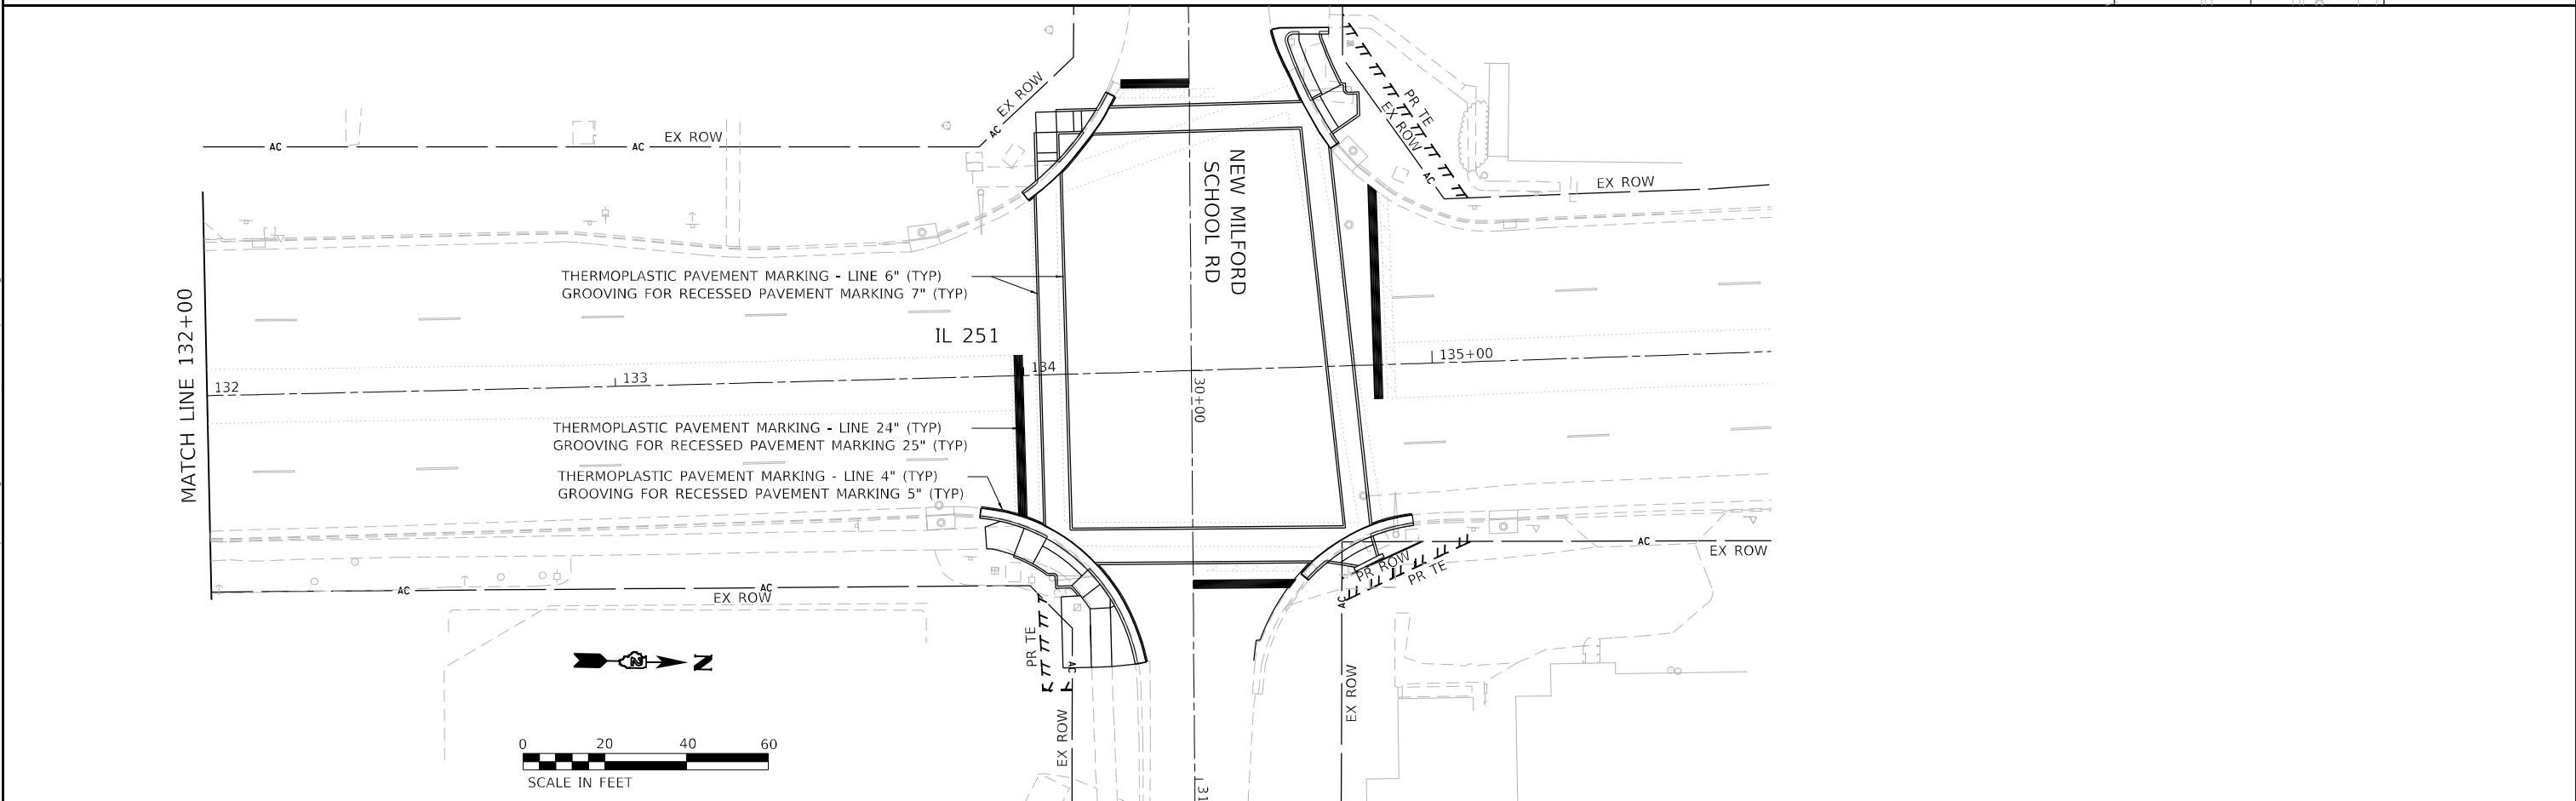 EX ROW
AC
PR TE
EX ROW
AC
AC
EX ROW
AC
EX ROW
NEW MILFORD
SCHOOL RD
THERMOPLASTIC PAVEMENT MARKING - LINE 6" (TYP)
GROOVING FOR RECESSED PAVEMENT MARKING 7" (TYP)
MATCH LINE 132+00
IL 251
132
133
134
135+00
30+00
THERMOPLASTIC PAVEMENT MARKING - LINE 24" (TYP)
GROOVING FOR RECESSED PAVEMENT MARKING 25" (TYP)
THERMOPLASTIC PAVEMENT MARKING - LINE 4" (TYP)
GROOVING FOR RECESSED PAVEMENT MARKING 5" (TYP)
AC
EX ROW
PR ROW
PR TE
AC
AC
EX ROW
AC
PR TE
AC
EX ROW
EX ROW
N
0 20 40 60
SCALE IN FEET
31